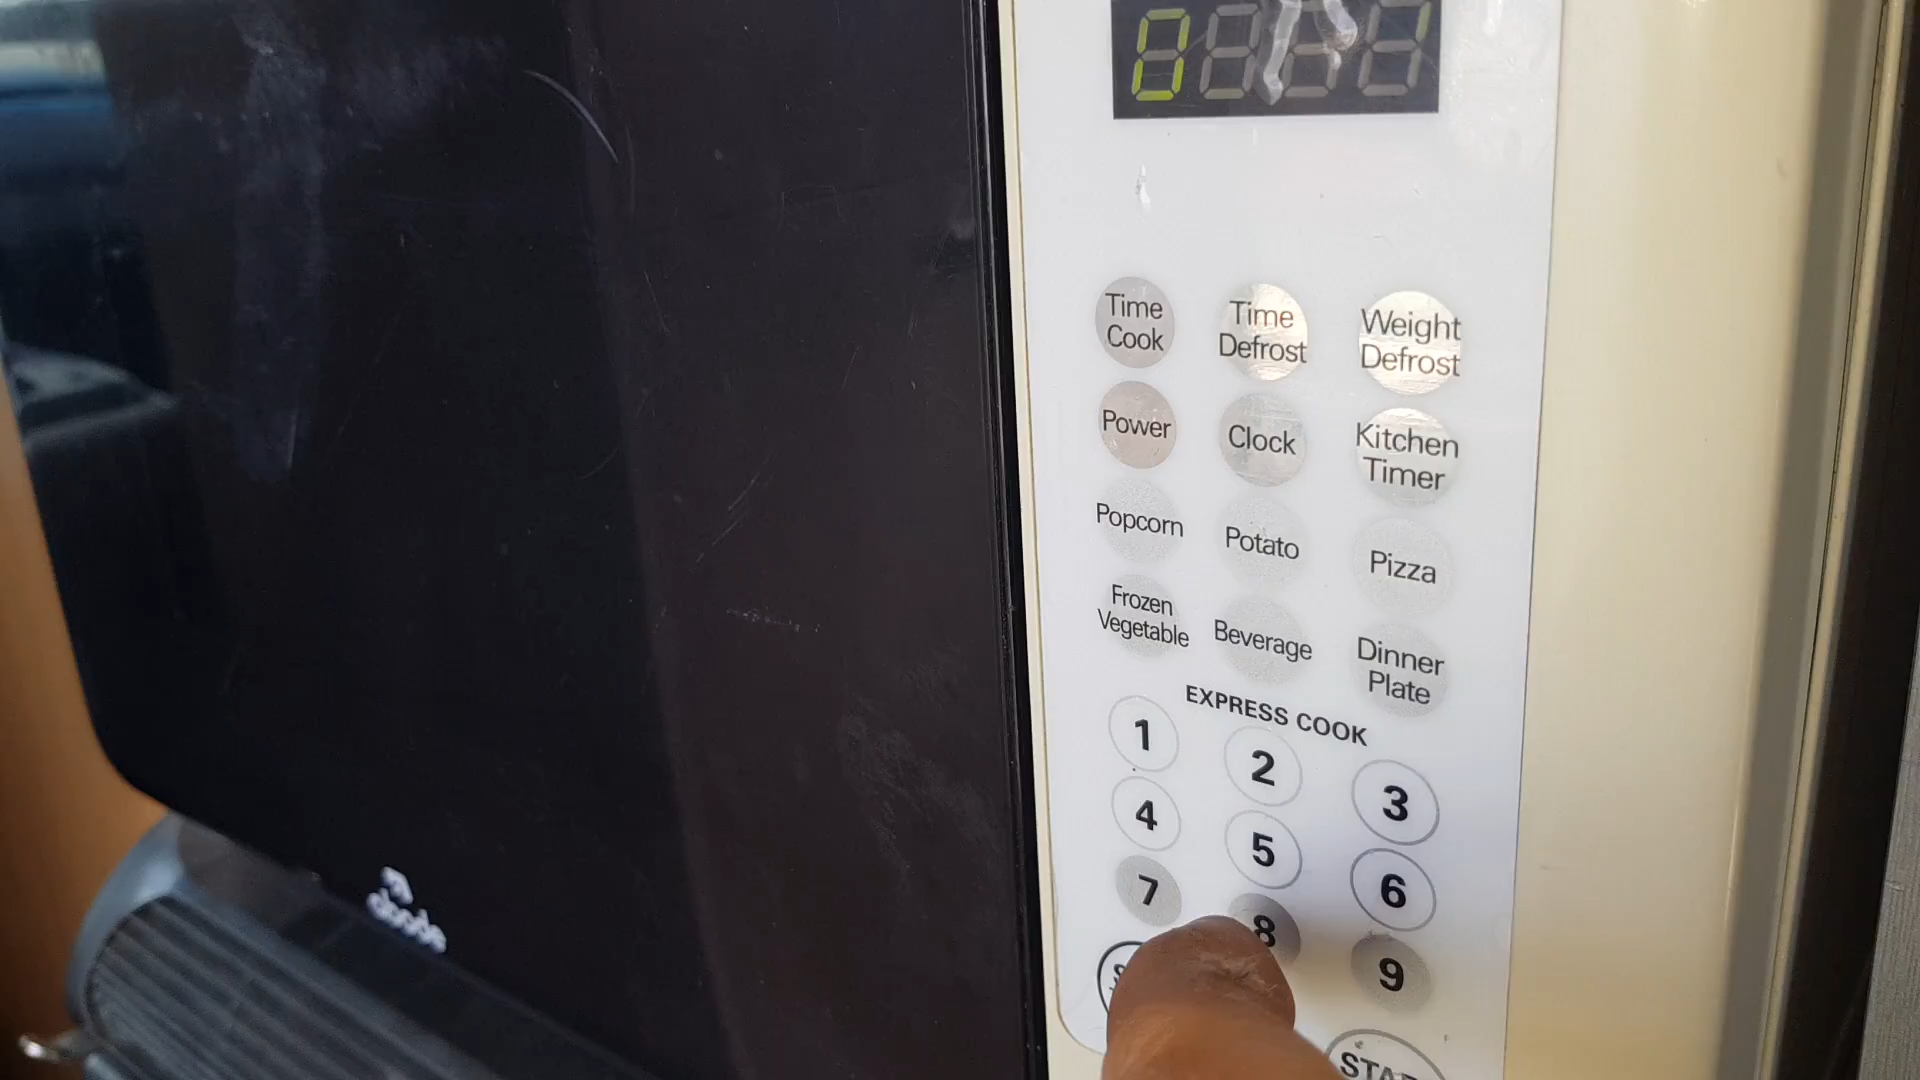 Time Cook
Time Defrost
Weight Defrost
Power
Clock
Kitchen Timer
Popcorn
Potato
Pizza
Frozen Vegetable
Beverage
Dinner Plate
EXPRESS COOK
1
2
3
4
5
6
7
8
9